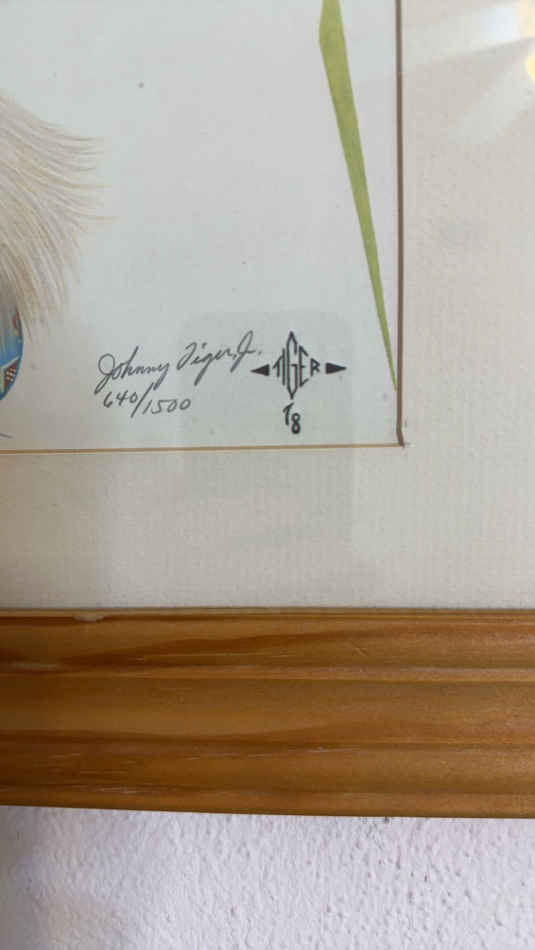 Johnny Tiger, Jr.
640/1500
TIGER
78